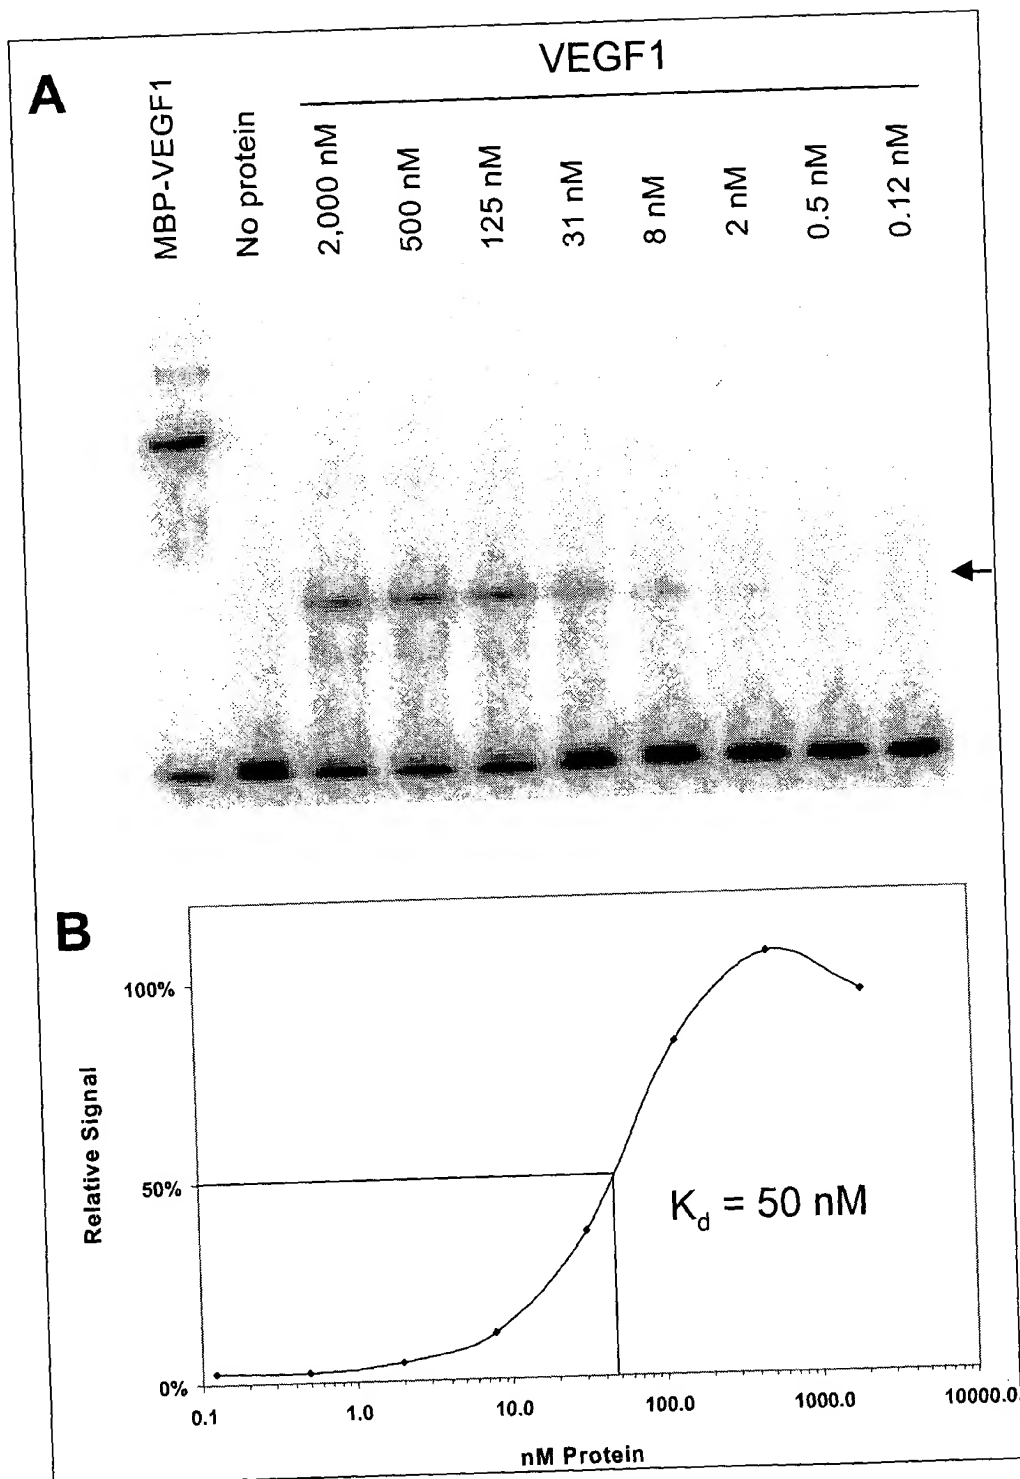 A
VEGF1
MBP-VEGF1
No protein
2,000 nM
500 nM
125 nM
31 nM
8 nM
2 nM
0.5 nM
0.12 nM
B
100%
50%
0%
Relative Signal
Kd = 50 nM
0.1
1.0
10.0
100.0
1000.0
10000.0
nM Protein